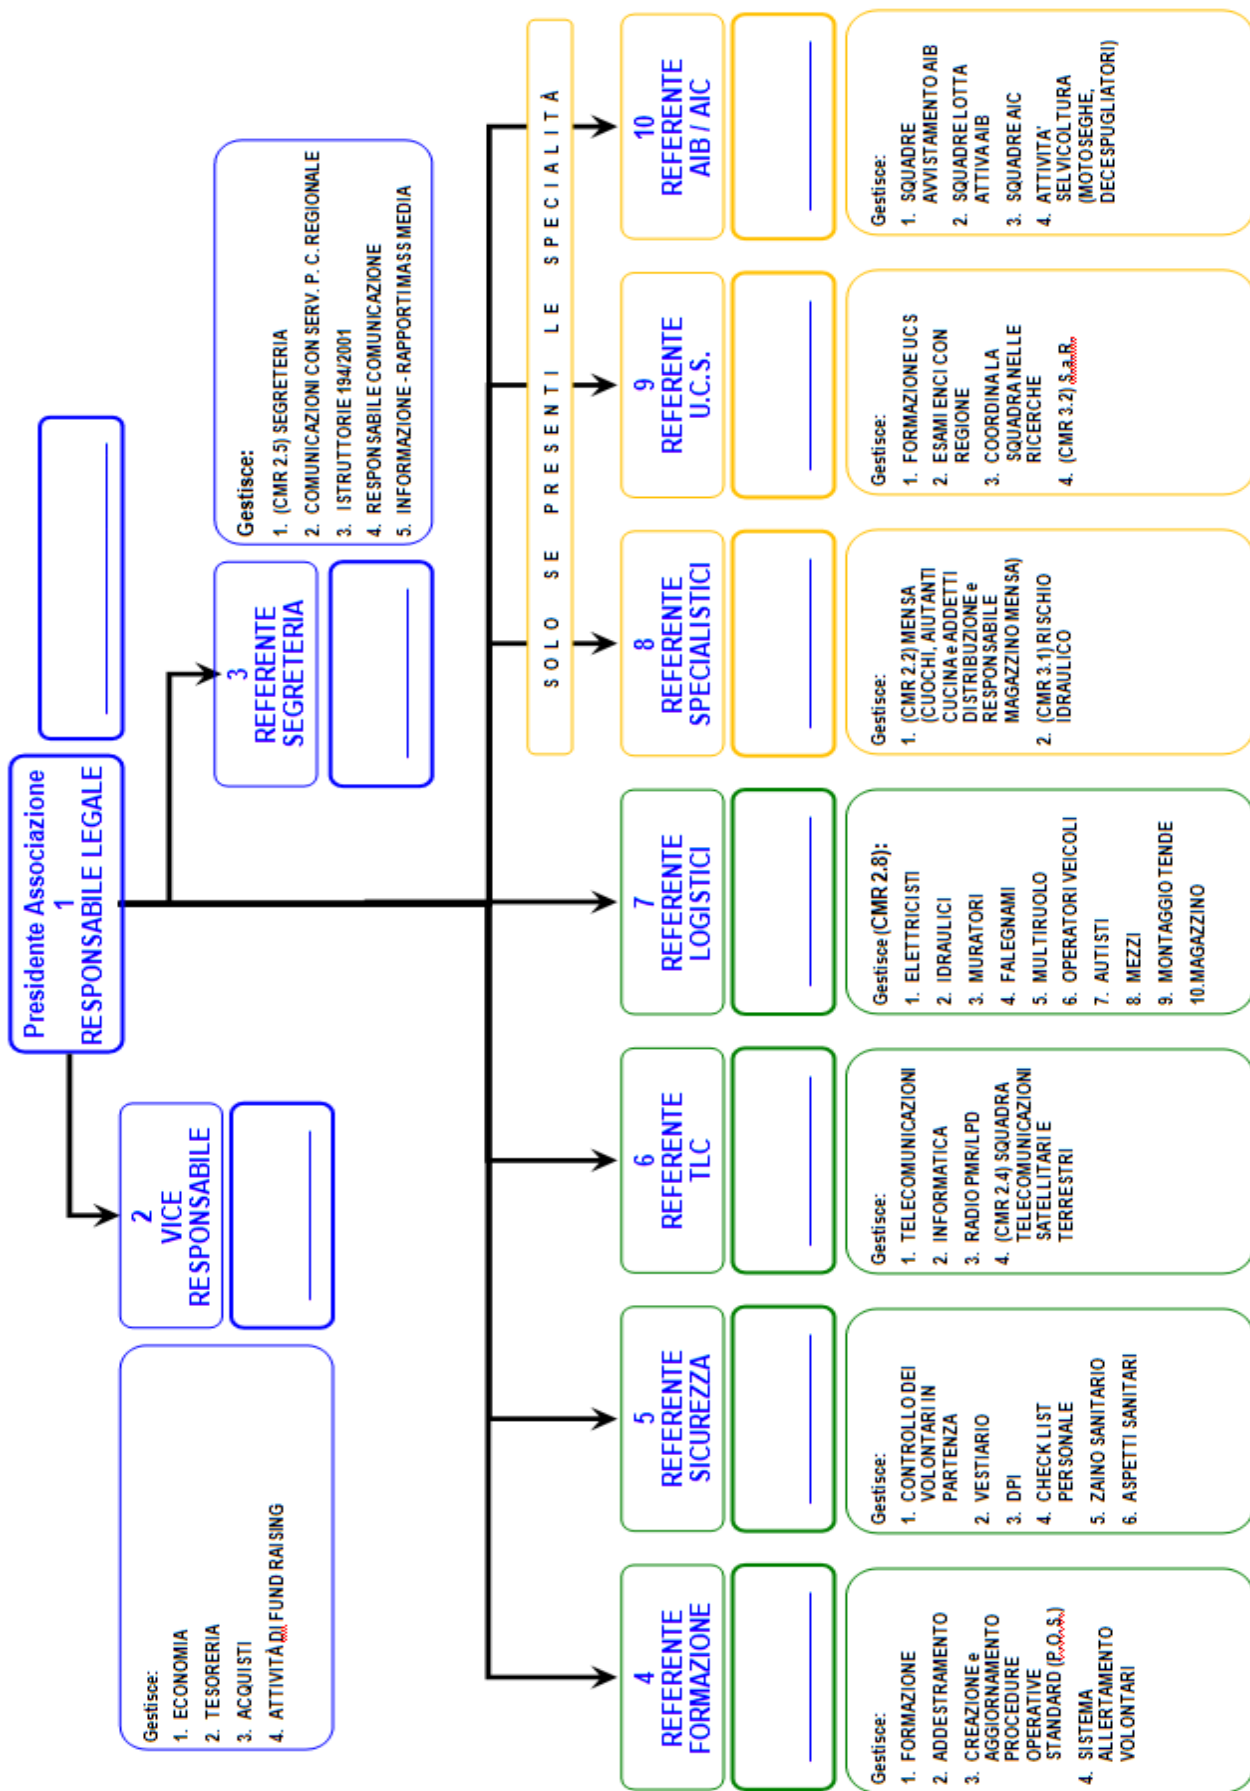 Presidente Associazione
1
RESPONSABILE LEGALE
2
VICE
RESPONSABILE
Gestisce:
1. ECONOMIA
2. TESORERIA
3. ACQUISTI
4. ATTIVITÀ DI FUND RAISING
3
REFERENTE
SEGRETERIA
Gestisce:
1. (CMR 2.5) SEGRETERIA
2. COMUNICAZIONI CON SERV. P. C. REGIONALE
3. ISTRUTTORIE 194/2001
4. RESPONSABILE COMUNICAZIONE
5. INFORMAZIONE - RAPPORTI MASS MEDIA
SOLO SE PRESENTI LE SPECIALITÀ
4
REFERENTE
FORMAZIONE
Gestisce:
1. FORMAZIONE
2. ADDESTRAMENTO
3. CREAZIONE e
AGGIORNAMENTO
PROCEDURE
OPERATIVE
STANDARD (P.O.S.)
4. SISTEMA
ALLERTAMENTO
VOLONTARI
5
REFERENTE
SICUREZZA
Gestisce:
1. CONTROLLO DEI
VOLONTARI IN
PARTENZA
2. VESTIARIO
3. DPI
4. CHECK LIST
PERSONALE
5. ZAINO SANITARIO
6. ASPETTI SANITARI
6
REFERENTE
TLC
Gestisce:
1. TELECOMUNICAZIONI
2. INFORMATICA
3. RADIO PMR/LPD
4. (CMR 2.4) SQUADRA
TELECOMUNICAZIONI
SATELLITARI E
TERRESTRI
7
REFERENTE
LOGISTICI
Gestisce (CMR 2.8):
1. ELETTRICISTI
2. IDRAULICI
3. MURATORI
4. FALEGNAMI
5. MULTIRUOLO
6. OPERATORI VEICOLI
7. AUTISTI
8. MEZZI
9. MONTAGGIO TENDE
10.MAGAZZINO
8
REFERENTE
SPECIALISTICI
Gestisce:
1. (CMR 2.2) MENSA
(CUOCHI, AIUTANTI
CUCINA e ADDETTI
DISTRIBUZIONE e
RESPONSABILE
MAGAZZINO MENSA)
2. (CMR 3.1) RISCHIO
IDRAULICO
9
REFERENTE
U.C.S.
Gestisce:
1. FORMAZIONE UCS
2. ESAMI ENCI CON
REGIONE
3. COORDINA LA
SQUADRA NELLE
RICERCHE
4. (CMR 3.2) S.a.R.
10
REFERENTE
AIB / AIC
Gestisce:
1. SQUADRE
AVVISTAMENTO AIB
2. SQUADRE LOTTA
ATTIVA AIB
3. SQUADRE AIC
4. ATTIVITA'
SELVICOLTURA
(MOTOSEGHE,
DECESPUGLIATORI)